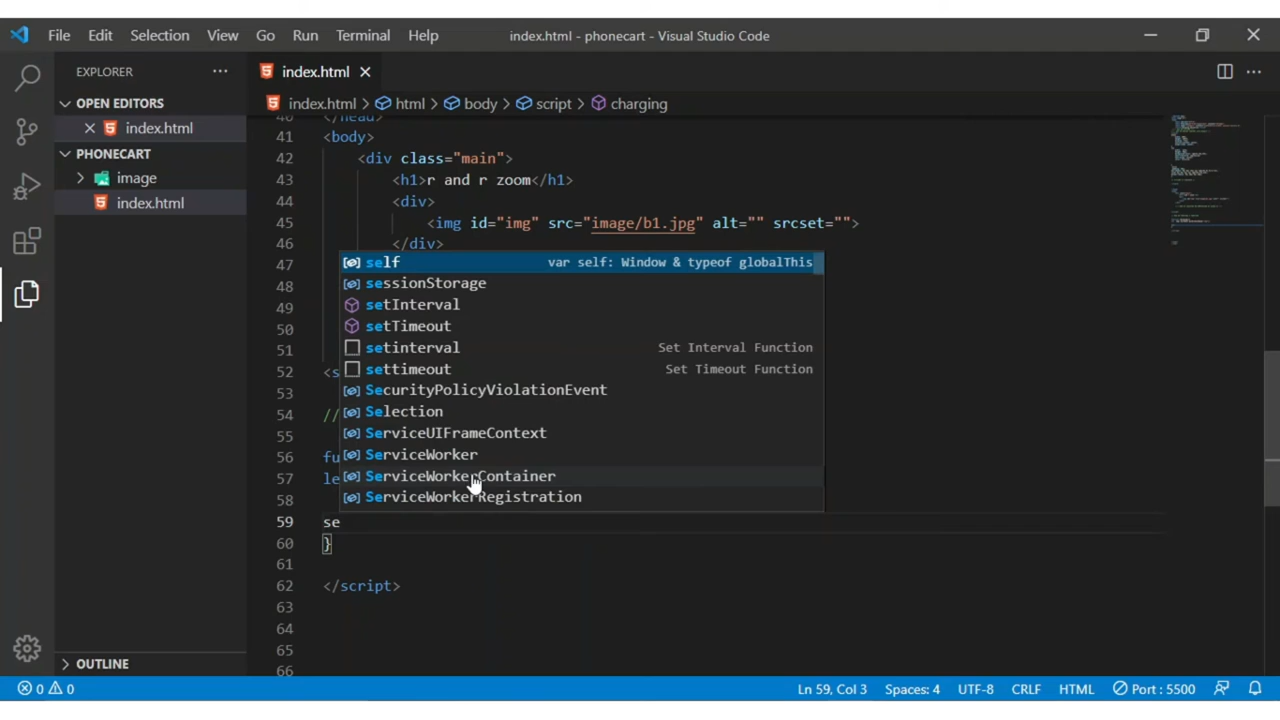 File Edit Selection View Go Run Terminal Help index.html - phonecart - Visual Studio Code
EXPLORER
OPEN EDITORS
index.html
PHONECART
image
index.html
OUTLINE
index.html
index.html > html > body > script > charging
40 </head>
41 <body>
42 <div class="main">
43 <h1>r and r zoom</h1>
44 <div>
45 <img id="img" src="image/b1.jpg" alt="" srcset="">
46 </div>
47
48
49
50
51
52 <s
53
54 //
55
56 fu
57 le
58
59 se
60 }
61
62 </script>
63
64
65
66
self var self: Window & typeof globalThis
sessionStorage
setInterval
setTimeout
setinterval Set Interval Function
settimeout Set Timeout Function
SecurityPolicyViolationEvent
Selection
ServiceUIFrameContext
ServiceWorker
ServiceWorkerContainer
ServiceWorkerRegistration
0 0 Ln 59, Col 3 Spaces: 4 UTF-8 CRLF HTML Port : 5500